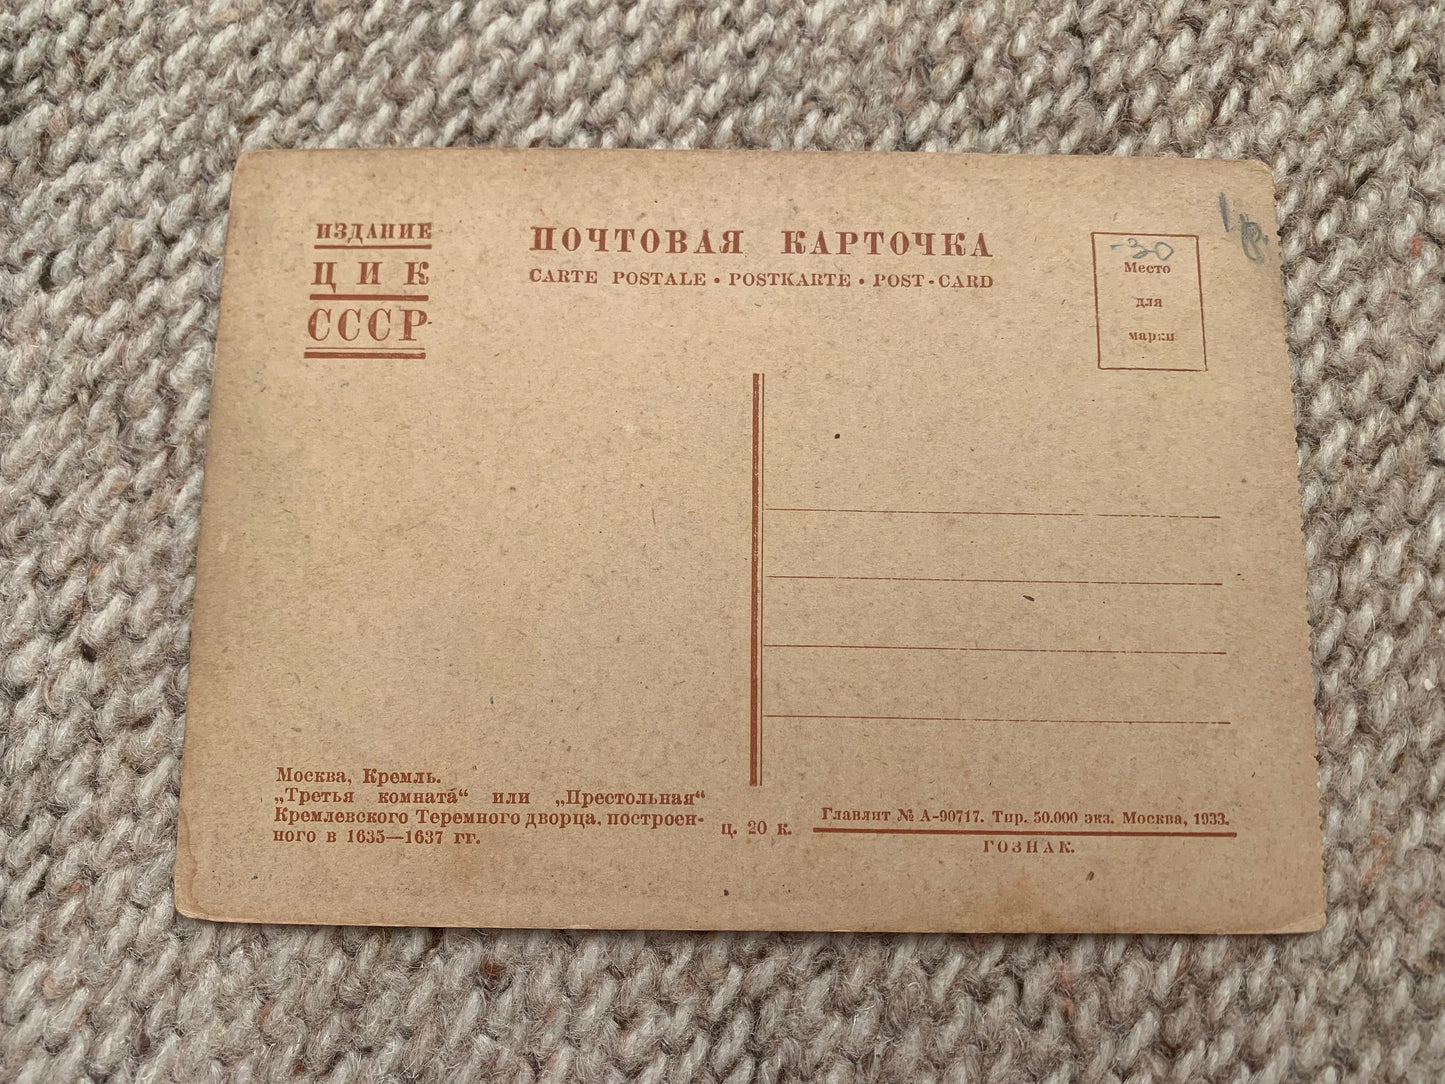 ИЗДАНИЕ
ЦИК
СССР
ПОЧТОВАЯ КАРТОЧКА
CARTE POSTALE • POSTKARTE • POST-CARD
-30
Место
для
марки
Москва, Кремль.
„Третья комната́“ или „Престольная“
Кремлевского Теремного дворца, построен-
ного в 1635—1637 гг.
ц. 20 к.
Главлит № А-90717. Тир. 50.000 экз. Москва, 1933.
ГОЗНАК.